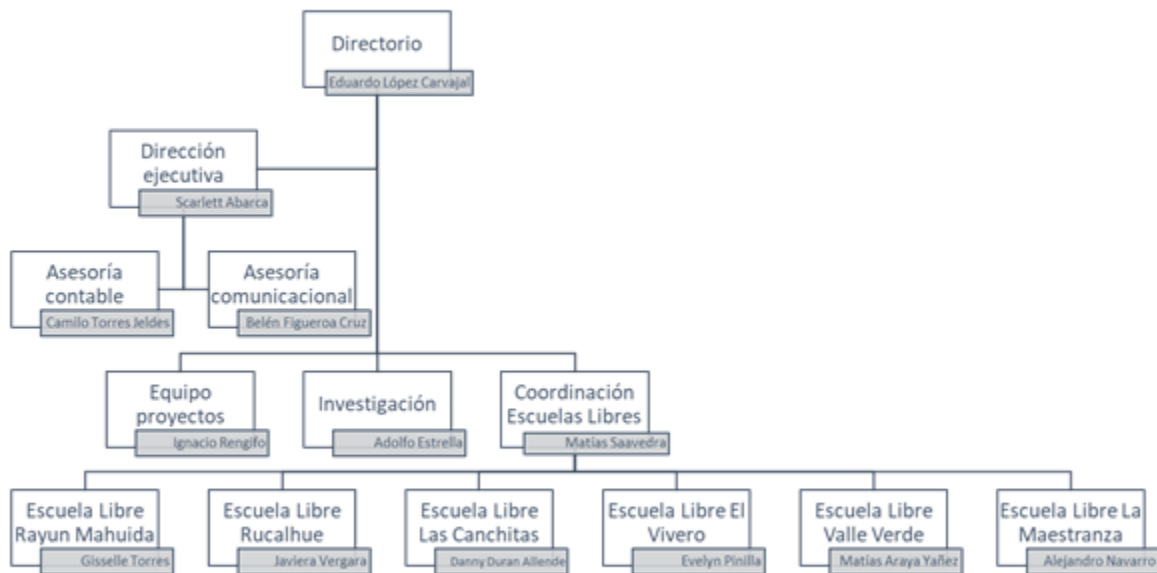 Directorio
Eduardo López Carvajal
Dirección
ejecutiva
Scarlett Abarca
Asesoría
contable
Camilo Torres Jeldes
Asesoría
comunicacional
Belén Figueroa Cruz
Equipo
proyectos
Ignacio Rengifo
Investigación
Adolfo Estrella
Coordinación
Escuelas Libres
Matías Saavedra
Escuela Libre
Rayun Mahuida
Gisselle Torres
Escuela Libre
Rucalhue
Javiera Vergara
Escuela Libre
Las Canchitas
Danny Duran Allende
Escuela Libre El
Vivero
Evelyn Pinilla
Escuela Libre
Valle Verde
Matías Araya Yañez
Escuela Libre La
Maestranza
Alejandro Navarro